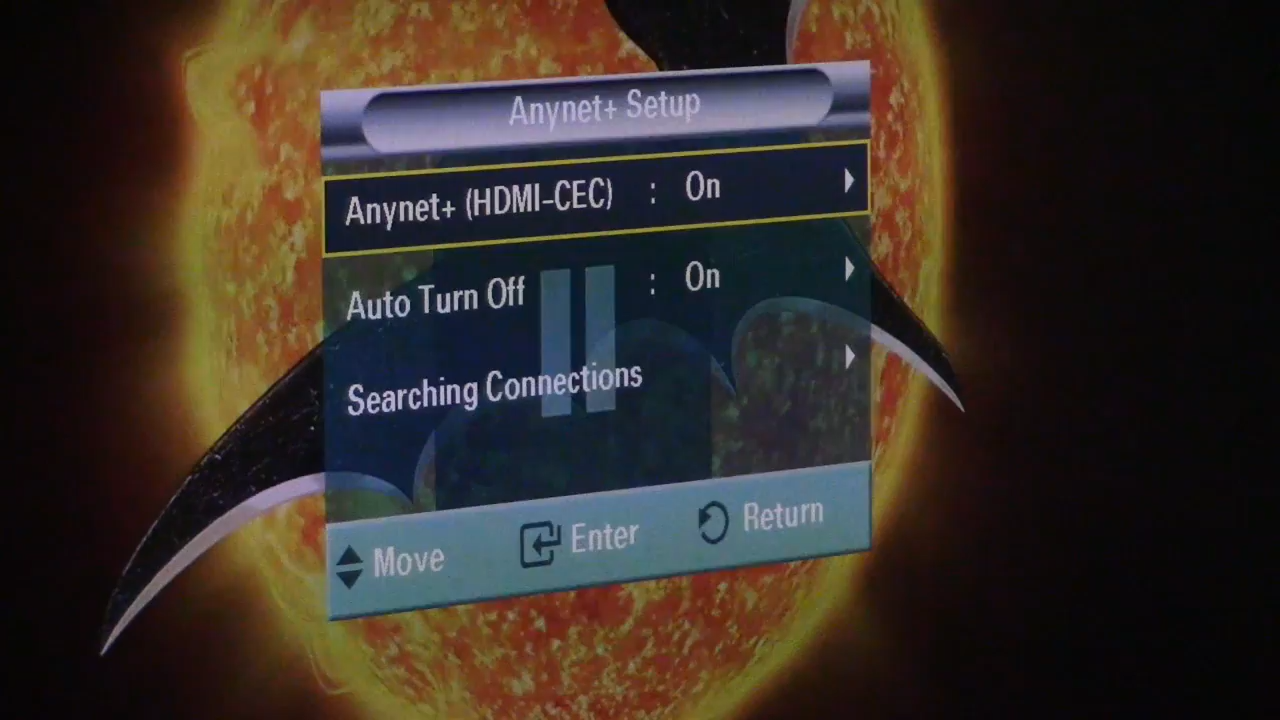 Anynet+ Setup
Anynet+ (HDMI-CEC) : On
Auto Turn Off : On
Searching Connections
Move Enter Return